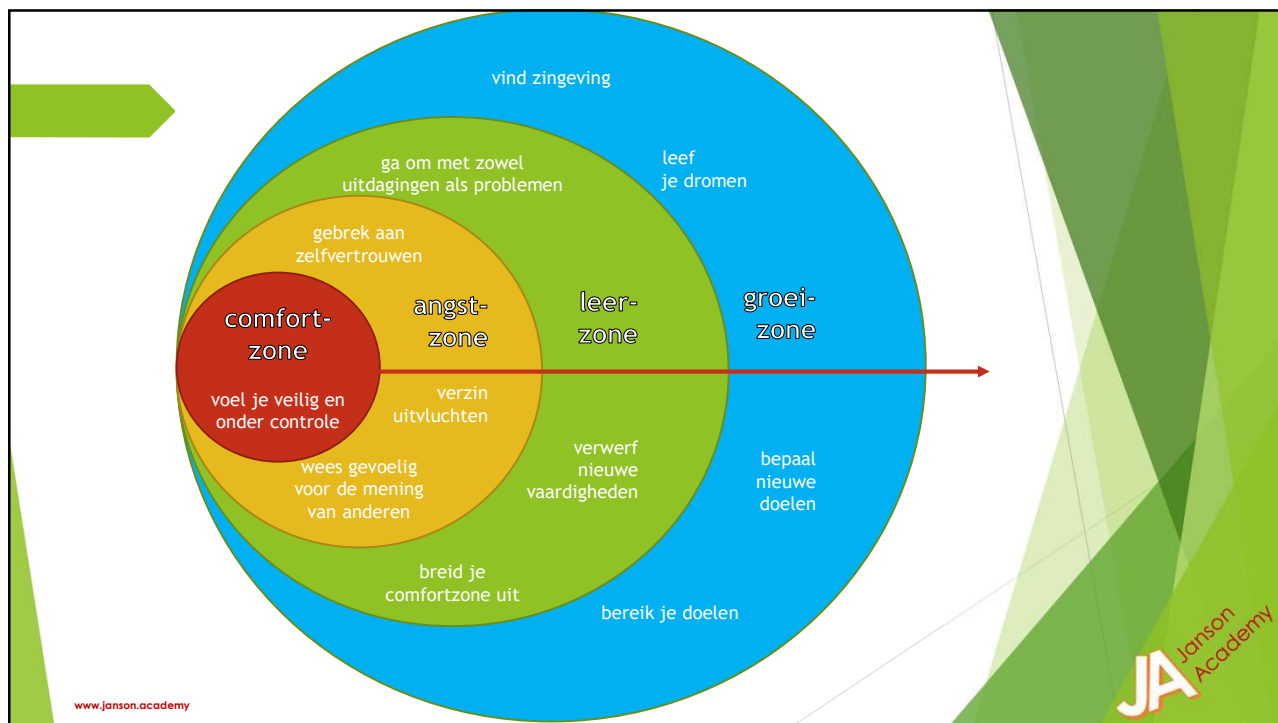 vind zingeving
leef
je dromen
ga om met zowel
uitdagingen als problemen
gebrek aan
zelfvertrouwen
comfort-
zone
angst-
zone
leer-
zone
groei-
zone
voel je veilig en
onder controle
verzin
uitvluchten
wees gevoelig
voor de mening
van anderen
verwerf
nieuwe
vaardigheden
bepaal
nieuwe
doelen
breid je
comfortzone uit
bereik je doelen
www.janson.academy
JA
Janson
Academy